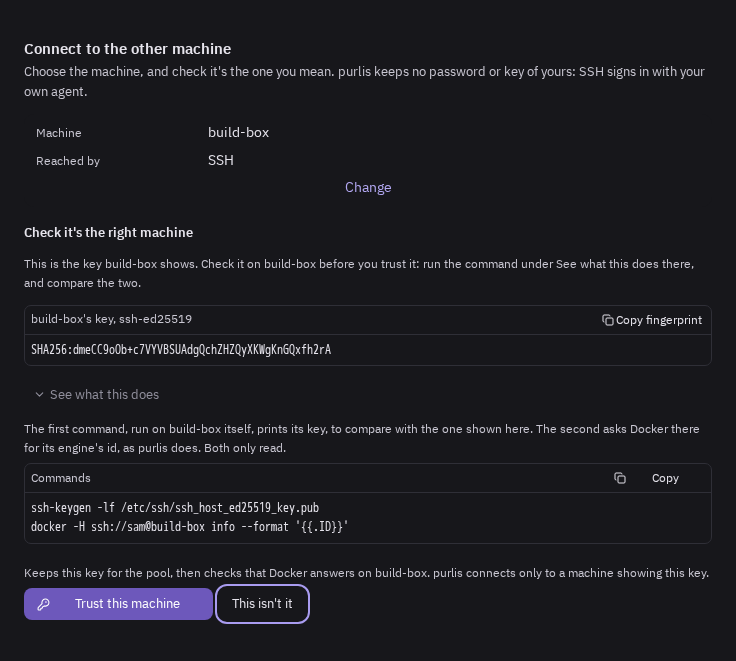 Connect to the other machine
Choose the machine, and check it's the one you mean. purlis keeps no password or key of yours: SSH signs in with your
own agent.
Machine build-box
Reached by SSH
Change
Check it's the right machine
This is the key build-box shows. Check it on build-box before you trust it: run the command under See what this does there,
and compare the two.
build-box's key, ssh-ed25519 Copy fingerprint
SHA256:dmeCC9oOb+c7VYVBSUAdgQchZHZQyXKWgKnGQxfh2rA
See what this does
The first command, run on build-box itself, prints its key, to compare with the one shown here. The second asks Docker there
for its engine's id, as purlis does. Both only read.
Commands Copy
ssh-keygen -lf /etc/ssh/ssh_host_ed25519_key.pub
docker -H ssh://sam@build-box info --format '{{.ID}}'
Keeps this key for the pool, then checks that Docker answers on build-box. purlis connects only to a machine showing this key.
Trust this machine This isn't it